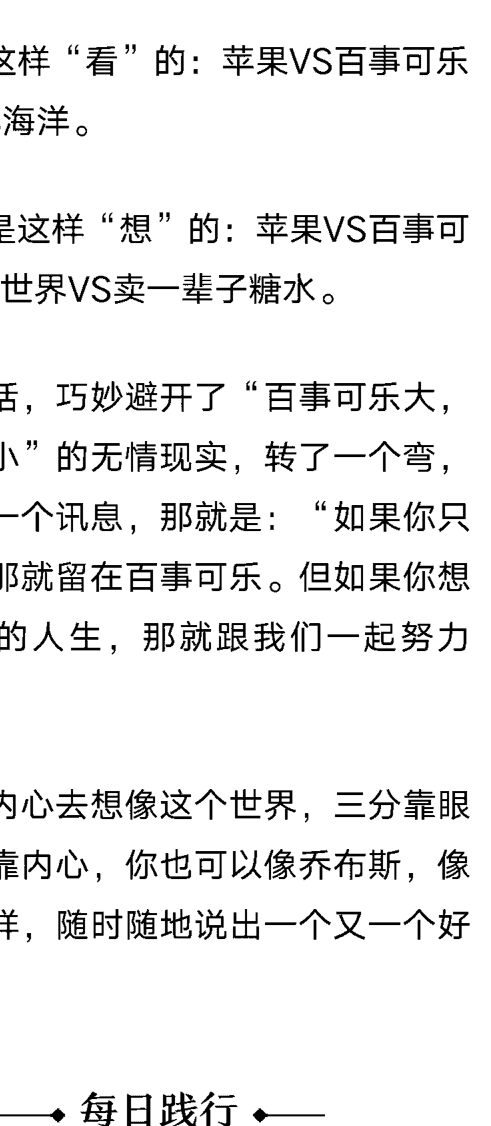 这样“看”的：苹果VS百事可乐
海洋。
是这样“想”的：苹果VS百事可
世界VS卖一辈子糖水。
话，巧妙避开了“百事可乐大，
小”的无情现实，转了一个弯，
一个讯息，那就是：“如果你只
那就留在百事可乐。但如果你想
的人生，那就跟我们一起努力
内心去想像这个世界，三分靠眼
靠内心，你也可以像乔布斯，像
样，随时随地说出一个又一个好
每日践行